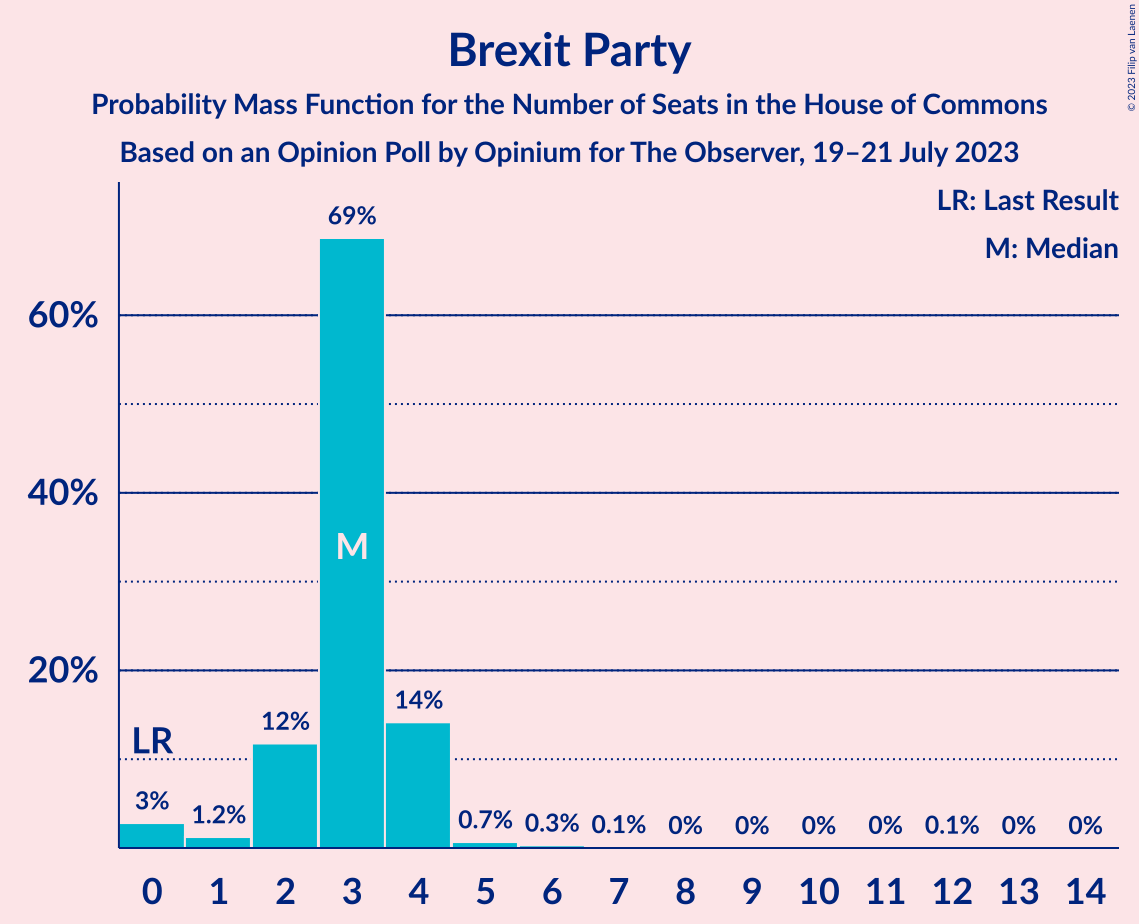 Brexit Party
Probability Mass Function for the Number of Seats in the House of Commons
Based on an Opinion Poll by Opinium for The Observer, 19–21 July 2023
© 2023 Filip van Laenen
LR: Last Result
M: Median
60%
40%
20%
69%
M
LR
3%
1.2%
12%
14%
0.7%
0.3%
0.1%
0%
0%
0%
0%
0.1%
0%
0%
0 1 2 3 4 5 6 7 8 9 10 11 12 13 14